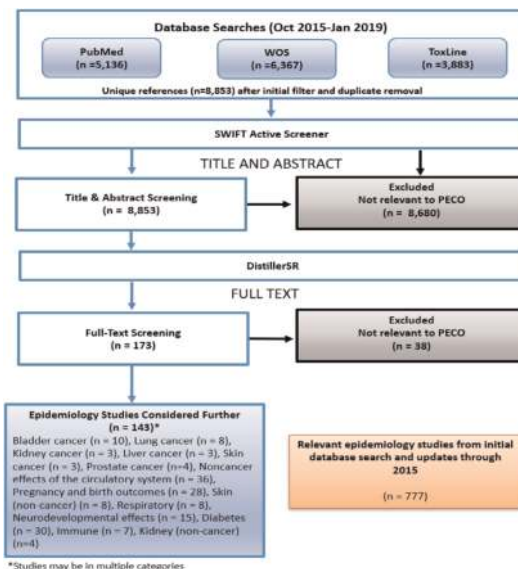 Database Searches (Oct 2015-Jan 2019)
PubMed
(n =5,136)
WOS
(n =6,367)
ToxLine
(n =3,883)
Unique references (n=8,853) after initial filter and duplicate removal
SWIFT Active Screener
TITLE AND ABSTRACT
Title & Abstract Screening
(n = 8,853)
Excluded
Not relevant to PECO
(n = 8,680)
DistillerSR
FULL TEXT
Full-Text Screening
(n = 173)
Excluded
Not relevant to PECO
(n = 38)
Epidemiology Studies Considered Further
(n = 143)*
Bladder cancer (n = 10), Lung cancer (n = 8),
Kidney cancer (n = 3), Liver cancer (n = 3), Skin
cancer (n = 3), Prostate cancer (n=4), Noncancer
effects of the circulatory system (n = 36),
Pregnancy and birth outcomes (n = 28), Skin
(non-cancer) (n = 8), Respiratory (n = 8),
Neurodevelopmental effects (n = 15), Diabetes
(n = 30), Immune (n = 7), Kidney (non-cancer)
(n=4)
Relevant epidemiology studies from initial
database search and updates through
2015
(n = 777)
*Studies may be in multiple categories